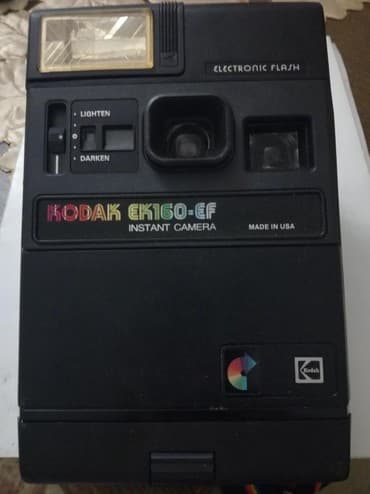 ELECTRONIC FLASH
LIGHTEN
DARKEN
KODAK EK160-EF
INSTANT CAMERA
MADE IN USA
Kodak